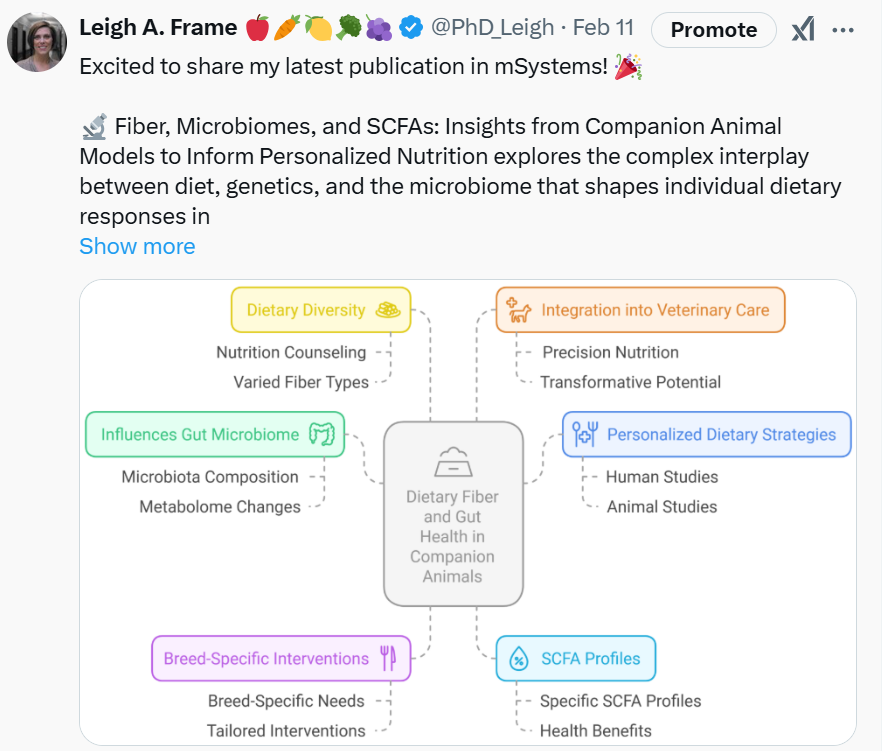 Leigh A. Frame 🍎🥕🍋🥦🍇 @PhD_Leigh · Feb 11 Promote
Excited to share my latest publication in mSystems! 🎉
🔬 Fiber, Microbiomes, and SCFAs: Insights from Companion Animal
Models to Inform Personalized Nutrition explores the complex interplay
between diet, genetics, and the microbiome that shapes individual dietary
responses in
Show more
Dietary Diversity
Nutrition Counseling
Varied Fiber Types
Integration into Veterinary Care
Precision Nutrition
Transformative Potential
Influences Gut Microbiome
Microbiota Composition
Metabolome Changes
Dietary Fiber
and Gut
Health in
Companion
Animals
Personalized Dietary Strategies
Human Studies
Animal Studies
Breed-Specific Interventions
Breed-Specific Needs
Tailored Interventions
SCFA Profiles
Specific SCFA Profiles
Health Benefits